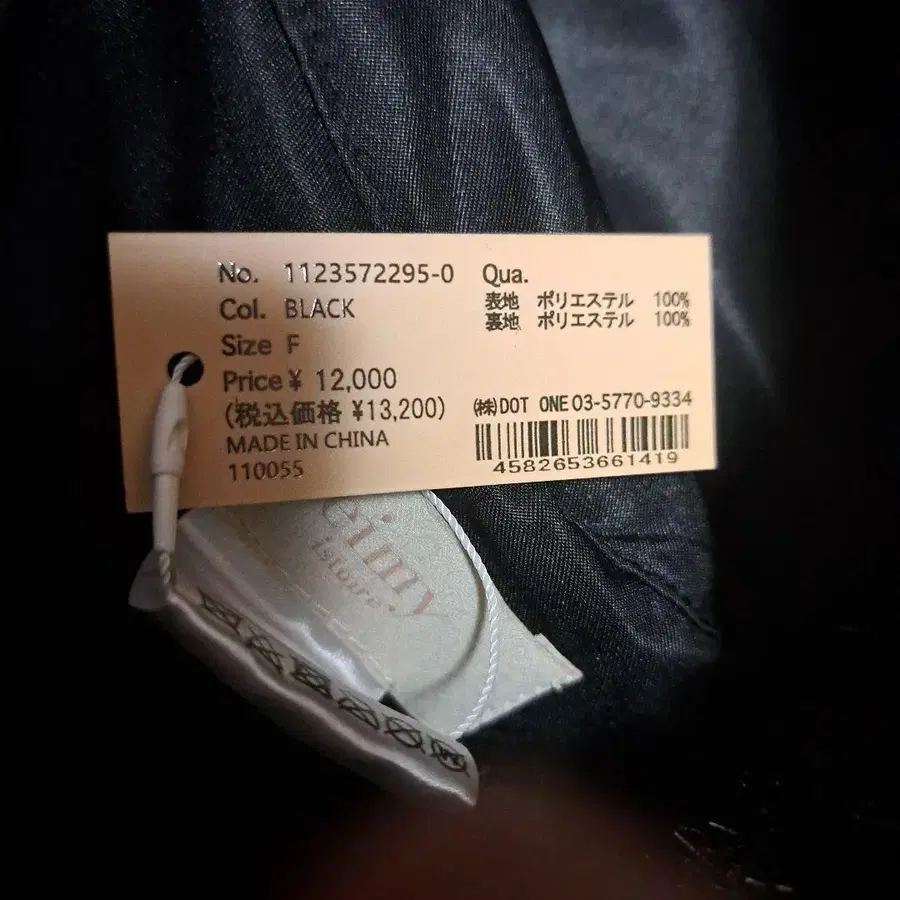 No. 1123572295-0
Col. BLACK
Size F
Price ¥ 12,000
(税込価格 ¥13,200)
MADE IN CHINA
110055
Qua.
表地 ポリエステル 100%
裏地 ポリエステル 100%
(株)DOT ONE 03-5770-9334
4582653661419
eimy
istoire